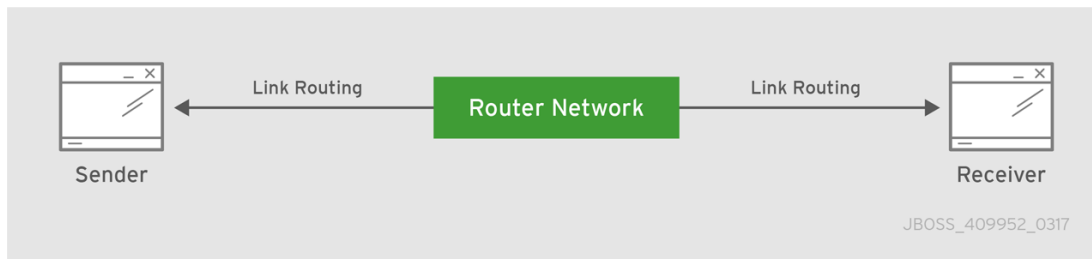 Link Routing
Router Network
Link Routing
Sender
Receiver
JBOSS_409952_0317